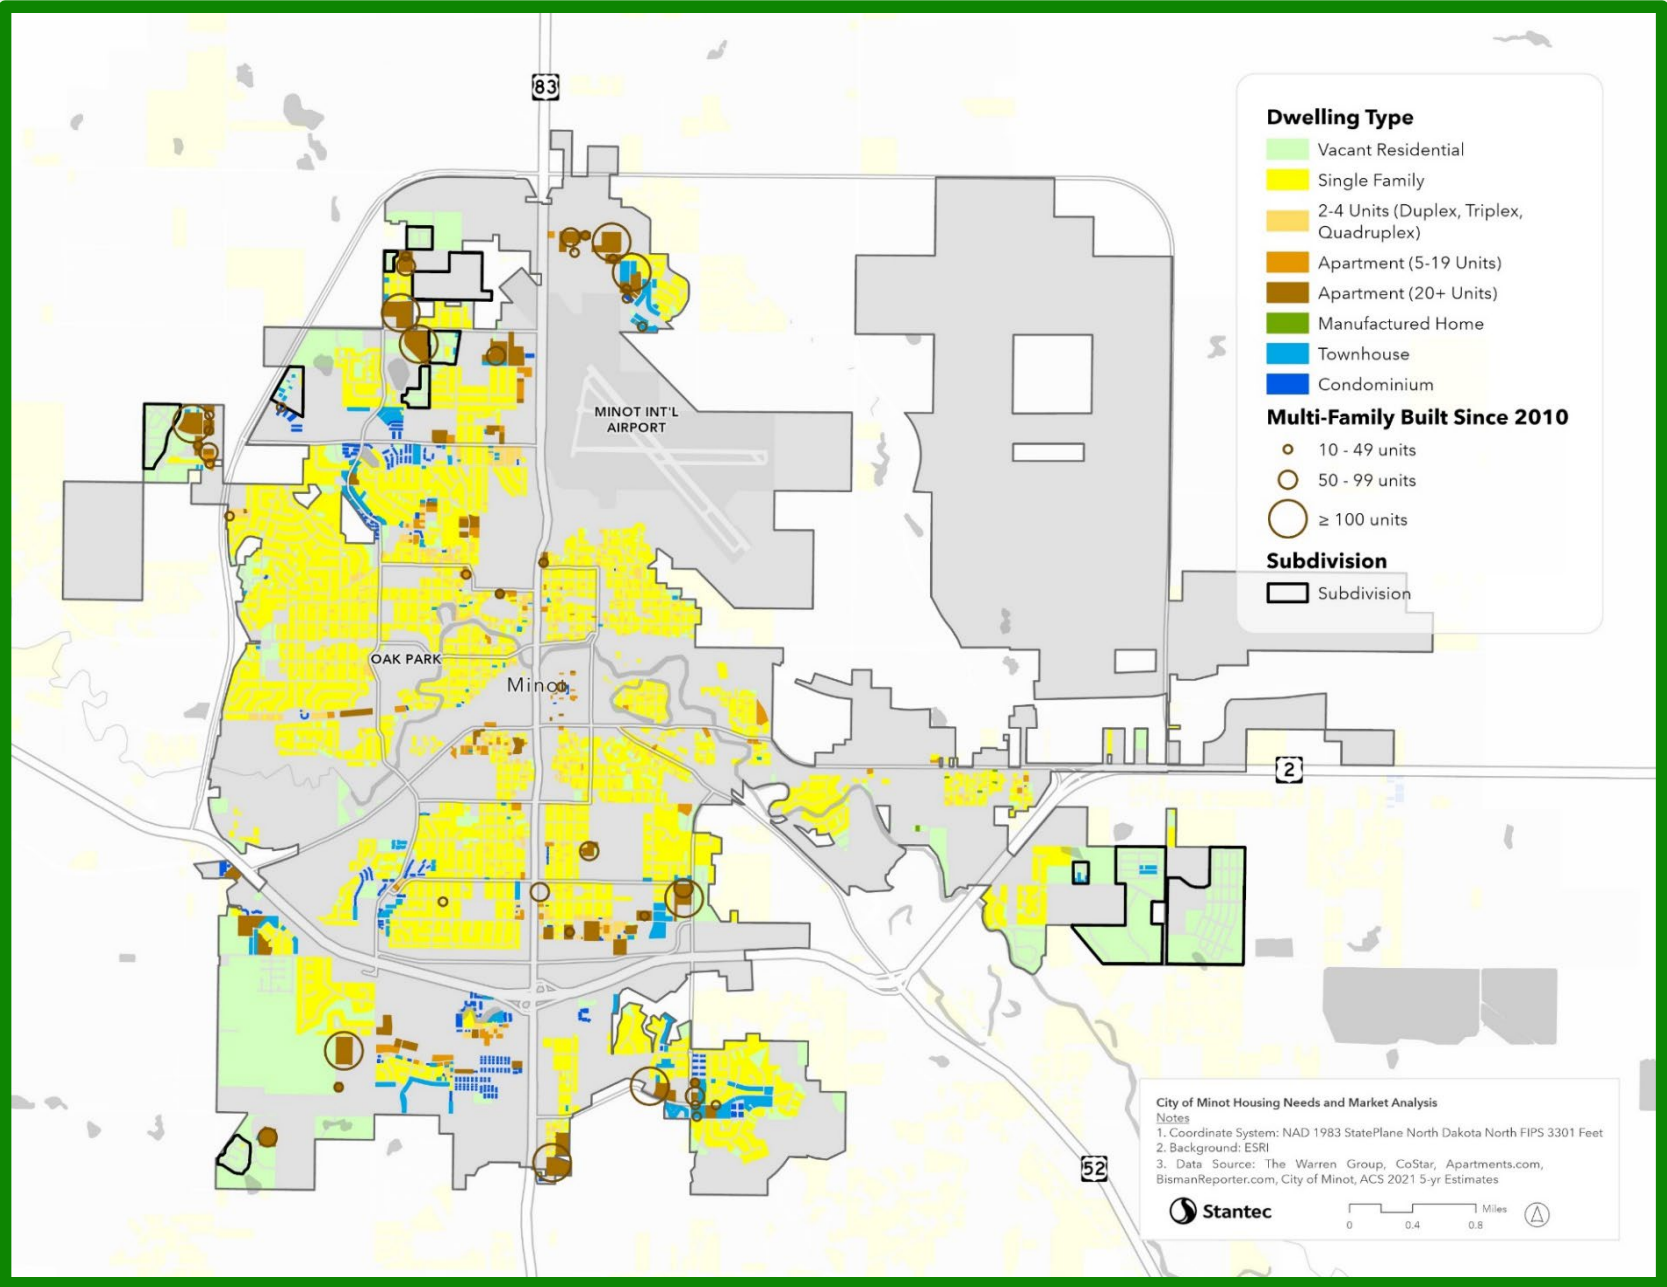 83
Dwelling Type
Vacant Residential
Single Family
2-4 Units (Duplex, Triplex,
Quadruplex)
Apartment (5-19 Units)
Apartment (20+ Units)
Manufactured Home
Townhouse
Condominium
Multi-Family Built Since 2010
10 - 49 units
50 - 99 units
≥ 100 units
Subdivision
Subdivision
MINOT INT'L
AIRPORT
OAK PARK
Minot
2
52
City of Minot Housing Needs and Market Analysis
Notes
1. Coordinate System: NAD 1983 StatePlane North Dakota North FIPS 3301 Feet
2. Background: ESRI
3. Data Source: The Warren Group, CoStar, Apartments.com,
BismanReporter.com, City of Minot, ACS 2021 5-yr Estimates
Stantec
Miles
0 0.4 0.8